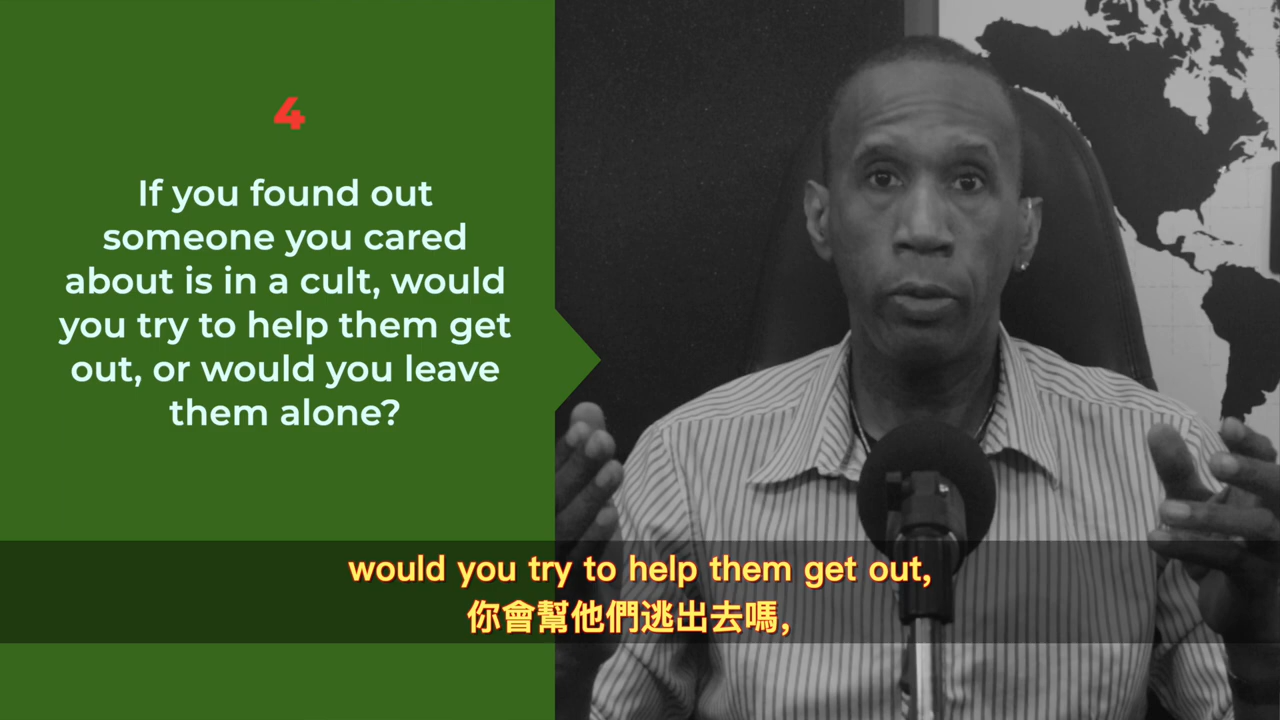 4
If you found out
someone you cared
about is in a cult, would
you try to help them get
out, or would you leave
them alone?
would you try to help them get out,
你會幫他們逃出去嗎,